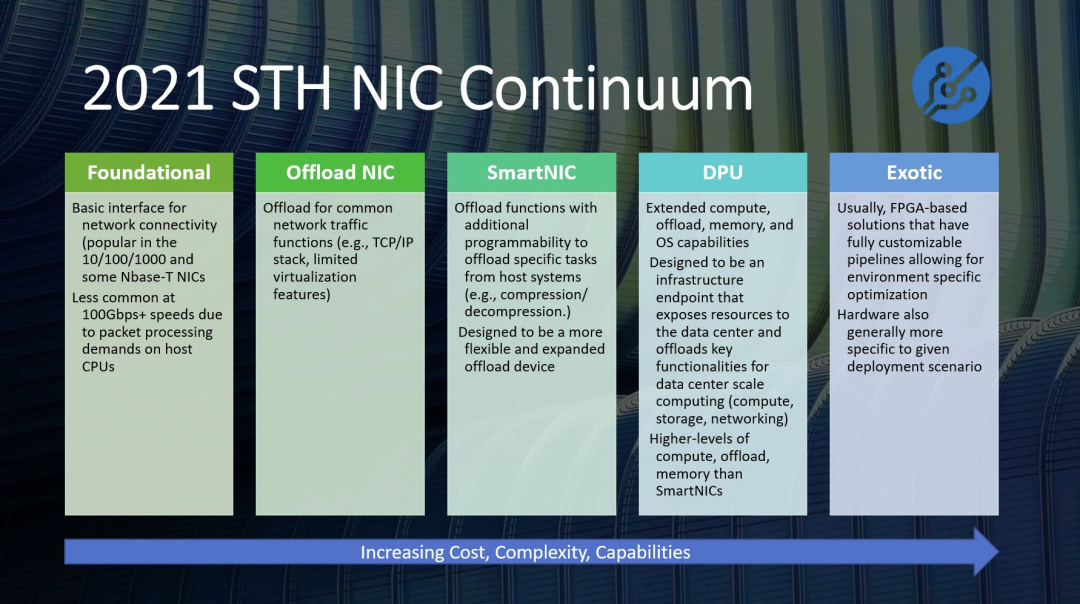 2021 STH NIC Continuum
Foundational
Basic interface for
network connectivity
(popular in the
10/100/1000 and
some Nbase-T NICs
Less common at
100Gbps+ speeds due
to packet processing
demands on host
CPUs
Offload NIC
Offload for common
network traffic
functions (e.g., TCP/IP
stack, limited
virtualization
features)
SmartNIC
Offload functions with
additional
programmability to
offload specific tasks
from host systems
(e.g., compression/
decompression.)
Designed to be a more
flexible and expanded
offload device
DPU
Extended compute,
offload, memory, and
OS capabilities
Designed to be an
infrastructure
endpoint that
exposes resources to
the data center and
offloads key
functionalities for
data center scale
computing (compute,
storage, networking)
Higher-levels of
compute, offload,
memory than
SmartNICs
Exotic
Usually, FPGA-based
solutions that have
fully customizable
pipelines allowing for
environment specific
optimization
Hardware also
generally more
specific to given
deployment scenario
Increasing Cost, Complexity, Capabilities